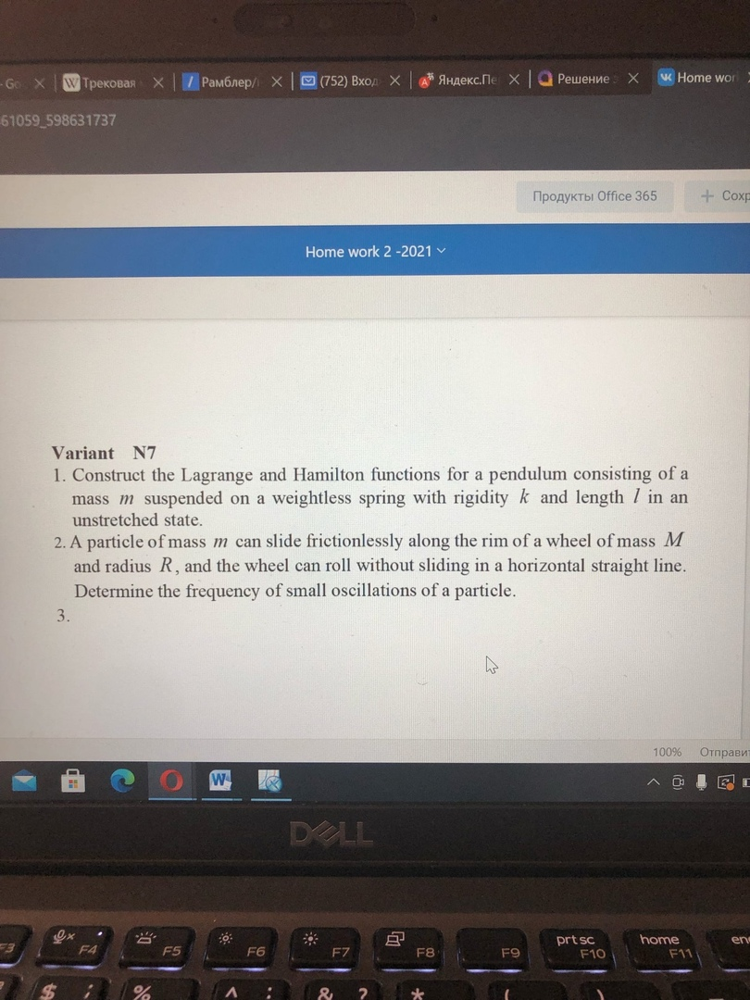 Go
Трековая
Рамблер/
(752) Вход
Яндекс.Пе
Решение
Home wor
61059_598631737
Продукты Office 365
+ Сохр
Home work 2 -2021
Variant N7
1. Construct the Lagrange and Hamilton functions for a pendulum consisting of a
mass m suspended on a weightless spring with rigidity k and length l in an
unstretched state.
2. A particle of mass m can slide frictionlessly along the rim of a wheel of mass M
and radius R, and the wheel can roll without sliding in a horizontal straight line.
Determine the frequency of small oscillations of a particle.
3.
100% Отправит
DELL
F3 F4 F5 F6 F7 F8 F9 prt sc F10 home F11 en
$ ; % ^ : & ? * ( )